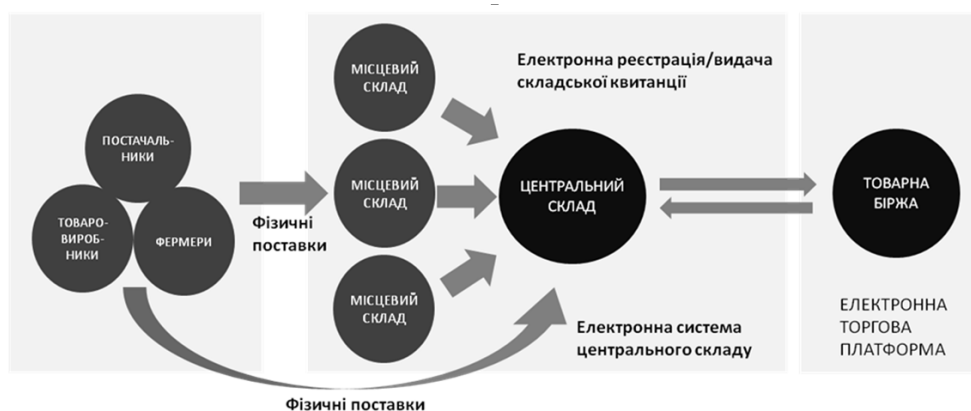 ПОСТАЧАЛЬ-
НИКИ
ТОВАРО-
ВИРОБ-
НИКИ
ФЕРМЕРИ
Фізичні
поставки
МІСЦЕВИЙ
СКЛАД
МІСЦЕВИЙ
СКЛАД
МІСЦЕВИЙ
СКЛАД
Електронна реєстрація/видача
складської квитанції
ЦЕНТРАЛЬНИЙ
СКЛАД
Електронна система
центрального складу
ТОВАРНА
БІРЖА
ЕЛЕКТРОННА
ТОРГОВА
ПЛАТФОРМА
Фізичні поставки